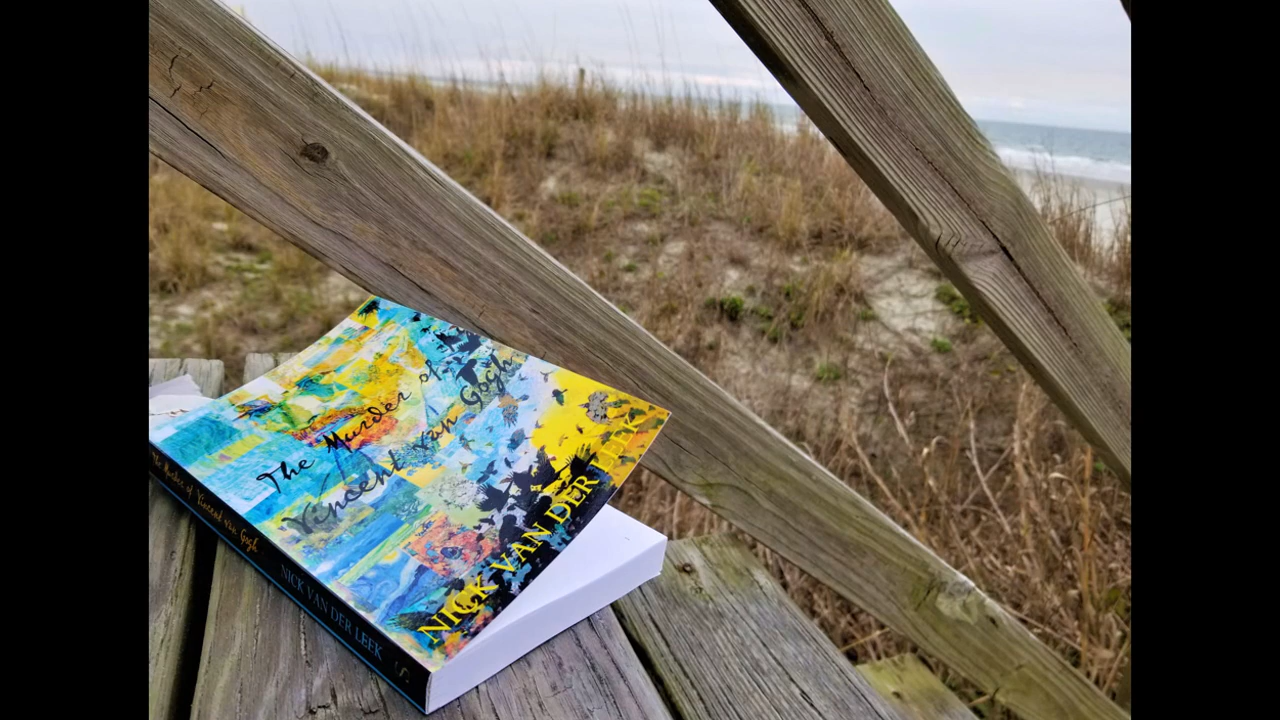 The Murder of
Vincent van Gogh
NICK VAN DER LEEK
The Murder of Vincent van Gogh
NICK VAN DER LEEK